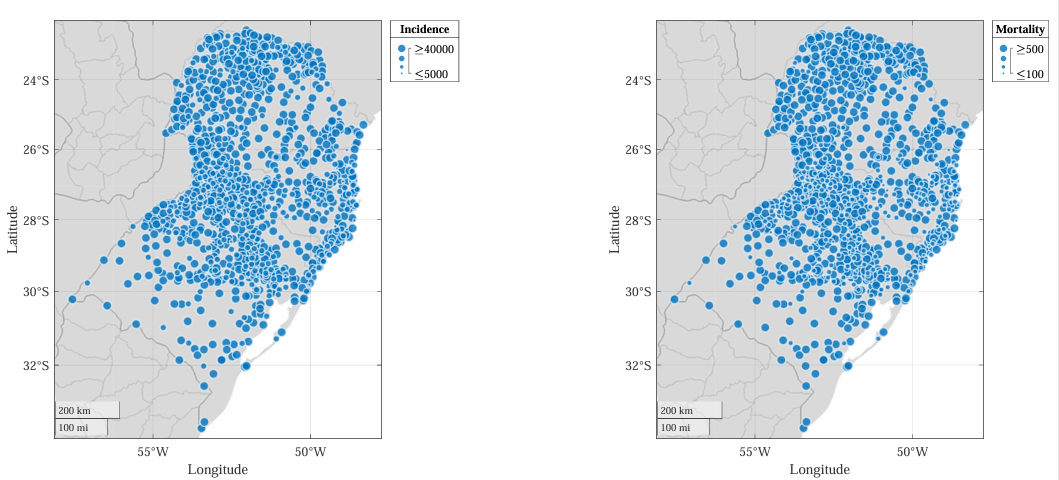 Incidence
≥40000
≤5000
24°S
26°S
28°S
30°S
32°S
Latitude
200 km
100 mi
55°W
50°W
Longitude
Mortality
≥500
≤100
24°S
26°S
28°S
30°S
32°S
Latitude
200 km
100 mi
55°W
50°W
Longitude